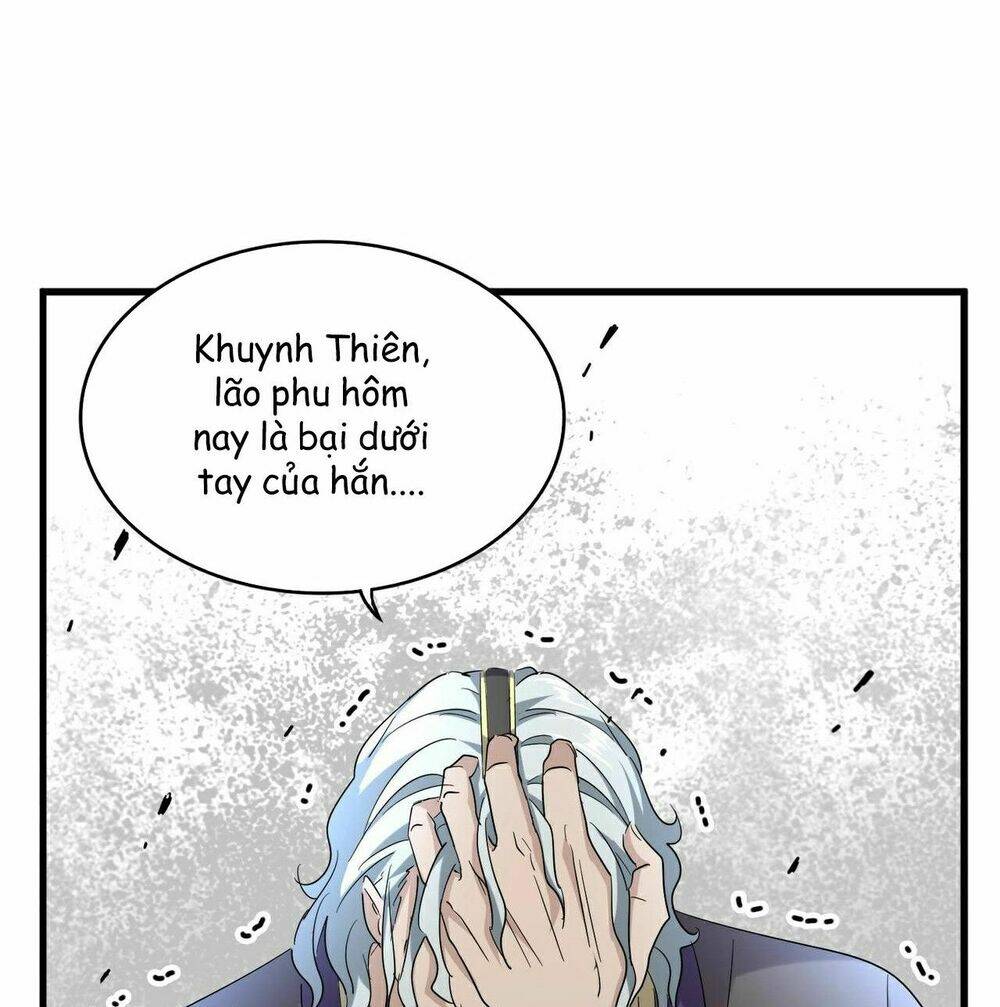 Khuynh Thiên,
lão phu hôm
nay là bại dưới
tay của hắn....